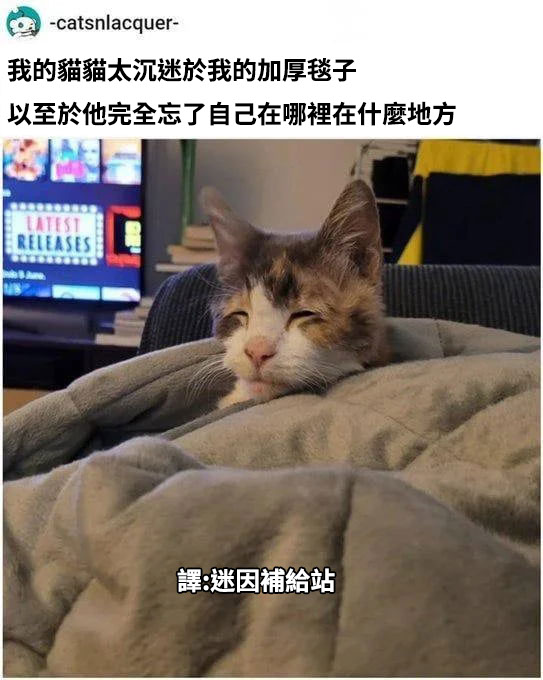 -catsnlacquer-
我的貓貓太沉迷於我的加厚毯子
以至於他完全忘了自己在哪裡在什麼地方
LATEST
RELEASES
譯:迷因補給站